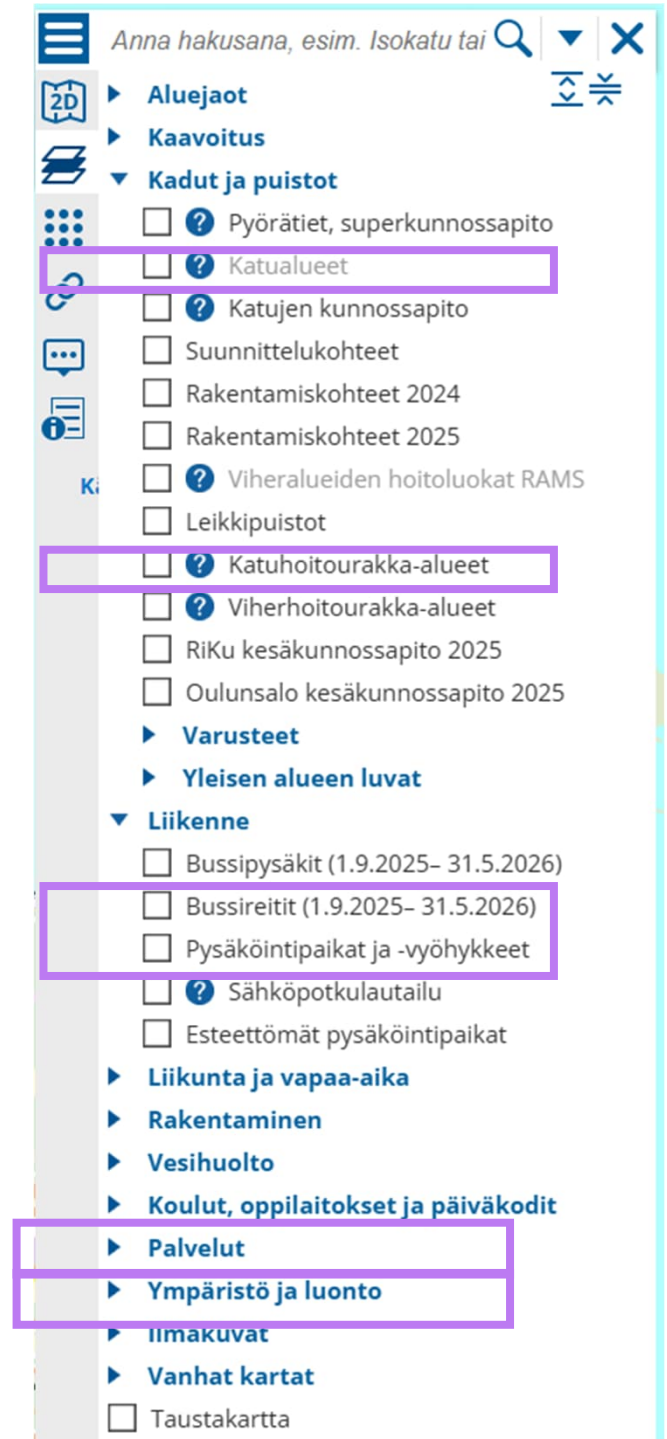 Anna hakusana, esim. Isokatu tai
2D
Aluejaot
Kaavoitus
Kadut ja puistot
? Pyörätiet, superkunnossapito
? Katualueet
? Katujen kunnossapito
Suunnittelukohteet
Rakentamiskohteet 2024
Rakentamiskohteet 2025
Kä
? Viheralueiden hoitoluokat RAMS
Leikkipuistot
? Katuhoitourakka-alueet
? Viherhoitourakka-alueet
RiKu kesäkunnossapito 2025
Oulunsalo kesäkunnossapito 2025
Varusteet
Yleisen alueen luvat
Liikenne
Bussipysäkit (1.9.2025– 31.5.2026)
Bussireitit (1.9.2025– 31.5.2026)
Pysäköintipaikat ja -vyöhykkeet
? Sähköpotkulautailu
Esteettömät pysäköintipaikat
Liikunta ja vapaa-aika
Rakentaminen
Vesihuolto
Koulut, oppilaitokset ja päiväkodit
Palvelut
Ympäristö ja luonto
Ilmakuvat
Vanhat kartat
Taustakartta